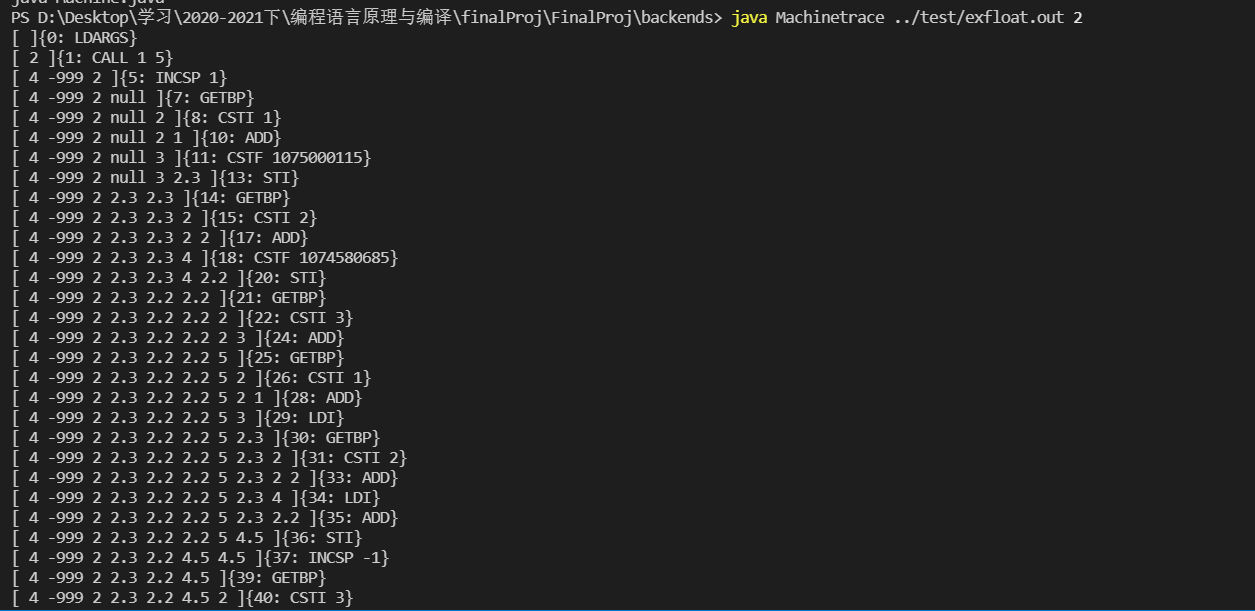 java Machine.java
PS D:\Desktop\学习\2020-2021下\编程语言原理与编译\finalProj\FinalProj\backends> java Machinetrace ../test/exfloat.out 2
[ ]{0: LDARGS}
[ 2 ]{1: CALL 1 5}
[ 4 -999 2 ]{5: INCSP 1}
[ 4 -999 2 null ]{7: GETBP}
[ 4 -999 2 null 2 ]{8: CSTI 1}
[ 4 -999 2 null 2 1 ]{10: ADD}
[ 4 -999 2 null 3 ]{11: CSTF 1075000115}
[ 4 -999 2 null 3 2.3 ]{13: STI}
[ 4 -999 2 2.3 2.3 ]{14: GETBP}
[ 4 -999 2 2.3 2.3 2 ]{15: CSTI 2}
[ 4 -999 2 2.3 2.3 2 2 ]{17: ADD}
[ 4 -999 2 2.3 2.3 4 ]{18: CSTF 1074580685}
[ 4 -999 2 2.3 2.3 4 2.2 ]{20: STI}
[ 4 -999 2 2.3 2.2 2.2 ]{21: GETBP}
[ 4 -999 2 2.3 2.2 2.2 2 ]{22: CSTI 3}
[ 4 -999 2 2.3 2.2 2.2 2 3 ]{24: ADD}
[ 4 -999 2 2.3 2.2 2.2 5 ]{25: GETBP}
[ 4 -999 2 2.3 2.2 2.2 5 2 ]{26: CSTI 1}
[ 4 -999 2 2.3 2.2 2.2 5 2 1 ]{28: ADD}
[ 4 -999 2 2.3 2.2 2.2 5 3 ]{29: LDI}
[ 4 -999 2 2.3 2.2 2.2 5 2.3 ]{30: GETBP}
[ 4 -999 2 2.3 2.2 2.2 5 2.3 2 ]{31: CSTI 2}
[ 4 -999 2 2.3 2.2 2.2 5 2.3 2 2 ]{33: ADD}
[ 4 -999 2 2.3 2.2 2.2 5 2.3 4 ]{34: LDI}
[ 4 -999 2 2.3 2.2 2.2 5 2.3 2.2 ]{35: ADD}
[ 4 -999 2 2.3 2.2 2.2 5 4.5 ]{36: STI}
[ 4 -999 2 2.3 2.2 4.5 4.5 ]{37: INCSP -1}
[ 4 -999 2 2.3 2.2 4.5 ]{39: GETBP}
[ 4 -999 2 2.3 2.2 4.5 2 ]{40: CSTI 3}